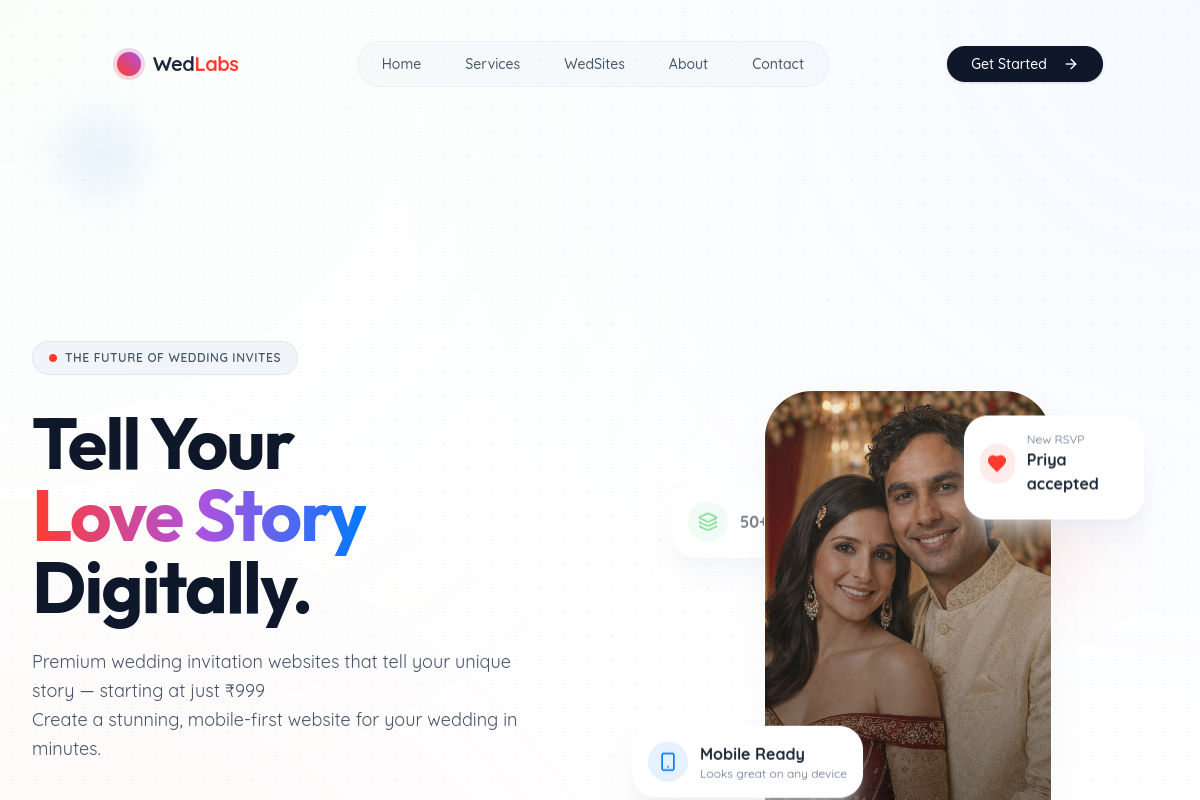 WedLabs
Home
Services
WedSites
About
Contact
Get Started
THE FUTURE OF WEDDING INVITES
Tell Your
Love Story
Digitally.
Premium wedding invitation websites that tell your unique
story — starting at just ₹999
Create a stunning, mobile-first website for your wedding in
minutes.
New RSVP
Priya
accepted
50+
Mobile Ready
Looks great on any device